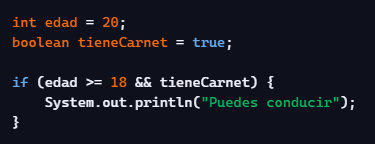 int edad = 20;
boolean tieneCarnet = true;

if (edad >= 18 && tieneCarnet) {
    System.out.println("Puedes conducir");
}